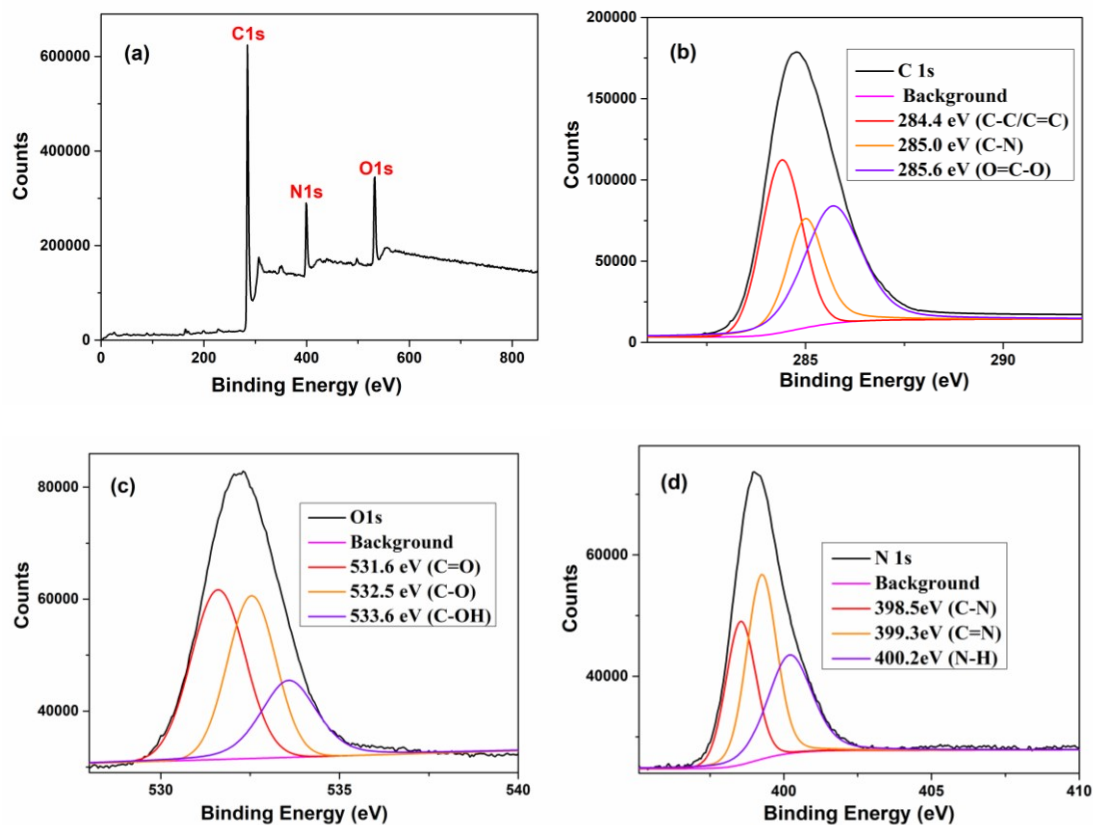 (a)
C1s
N1s
O1s
600000
400000
200000
0
Counts
0
200
400
600
800
Binding Energy (eV)
(b)
C 1s
Background
284.4 eV (C-C/C=C)
285.0 eV (C-N)
285.6 eV (O=C-O)
200000
150000
100000
50000
0
Counts
285
290
Binding Energy (eV)
(c)
O1s
Background
531.6 eV (C=O)
532.5 eV (C-O)
533.6 eV (C-OH)
80000
60000
40000
Counts
530
535
540
Binding Energy (eV)
(d)
N 1s
Background
398.5eV (C-N)
399.3eV (C=N)
400.2eV (N-H)
60000
40000
Counts
400
405
410
Binding Energy (eV)